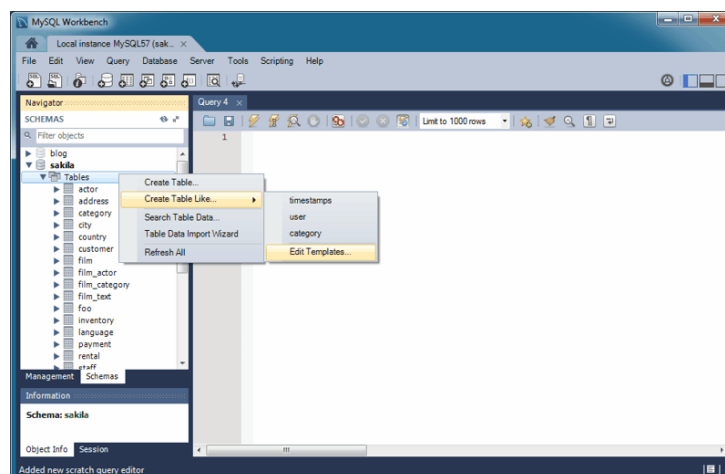 MySQL Workbench
Local instance MySQL57 (sak... ×
File Edit View Query Database Server Tools Scripting Help
Navigator
Query 4 ×
SCHEMAS
Filter objects
Limit to 1000 rows
1
blog
sakila
Tables
actor
address
category
city
country
customer
film
film_actor
film_category
film_text
foo
inventory
language
payment
rental
staff
Create Table...
Create Table Like...
Search Table Data...
Table Data Import Wizard
Refresh All
timestamps
user
category
Edit Templates...
Management Schemas
Information
Schema: sakila
Object Info Session
Added new scratch query editor